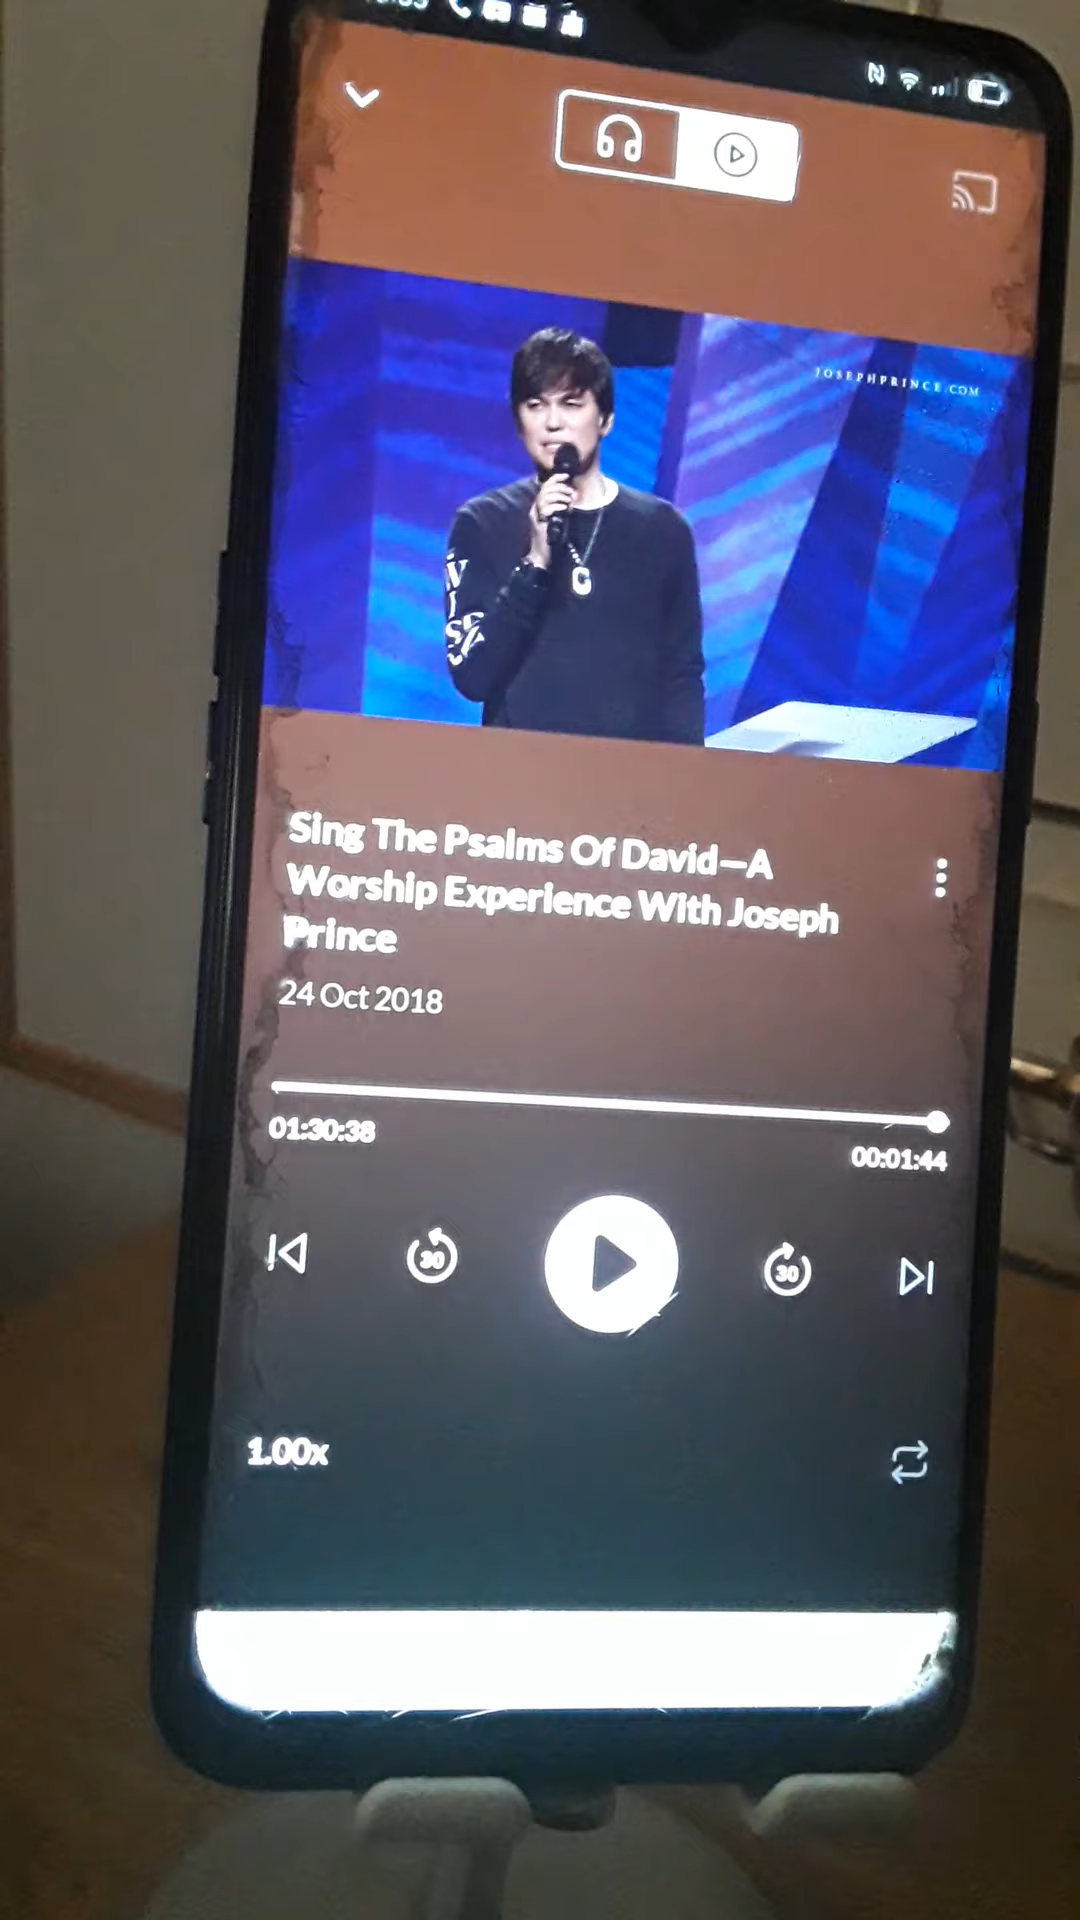 JOSEPHPRINCE.COM
Sing The Psalms Of David—A
Worship Experience With Joseph
Prince
24 Oct 2018
01:30:38
00:01:44
30
30
1.00x